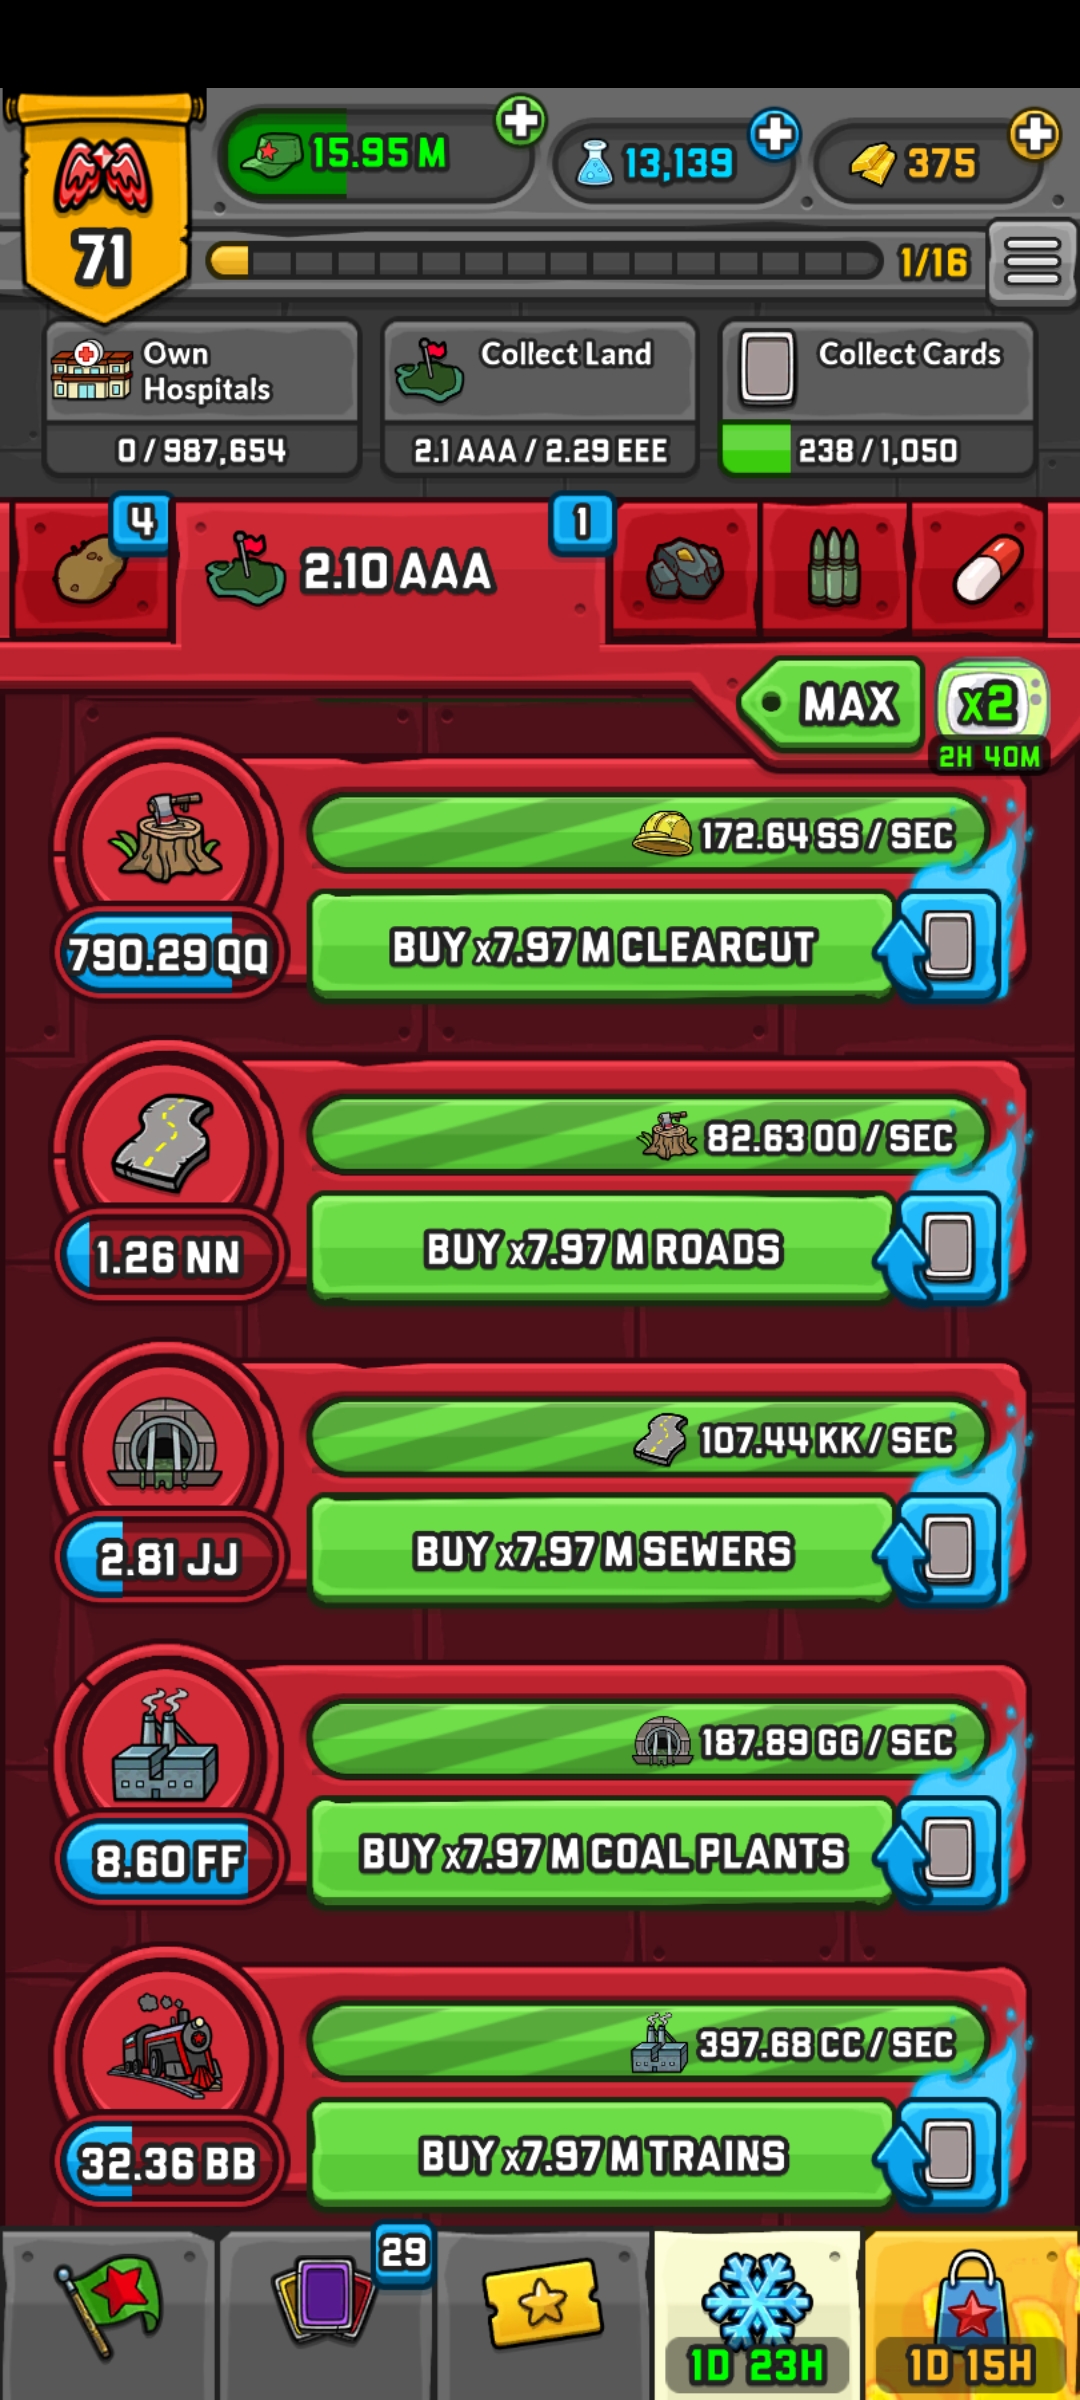 15.95 M
13,139
375
71
1/16
Own
Hospitals
0 / 987,654
Collect Land
2.1 AAA / 2.29 EEE
Collect Cards
238 / 1,050
4
2.10 AAA
1
MAX
x2
2H 40M
172.64 SS / SEC
790.29 QQ
BUY x7.97 M CLEARCUT
82.63 OO / SEC
1.26 NN
BUY x7.97 M ROADS
107.44 KK / SEC
2.81 JJ
BUY x7.97 M SEWERS
187.89 GG / SEC
8.60 FF
BUY x7.97 M COAL PLANTS
397.68 CC / SEC
32.36 BB
BUY x7.97 M TRAINS
29
1D 23H
1D 15H